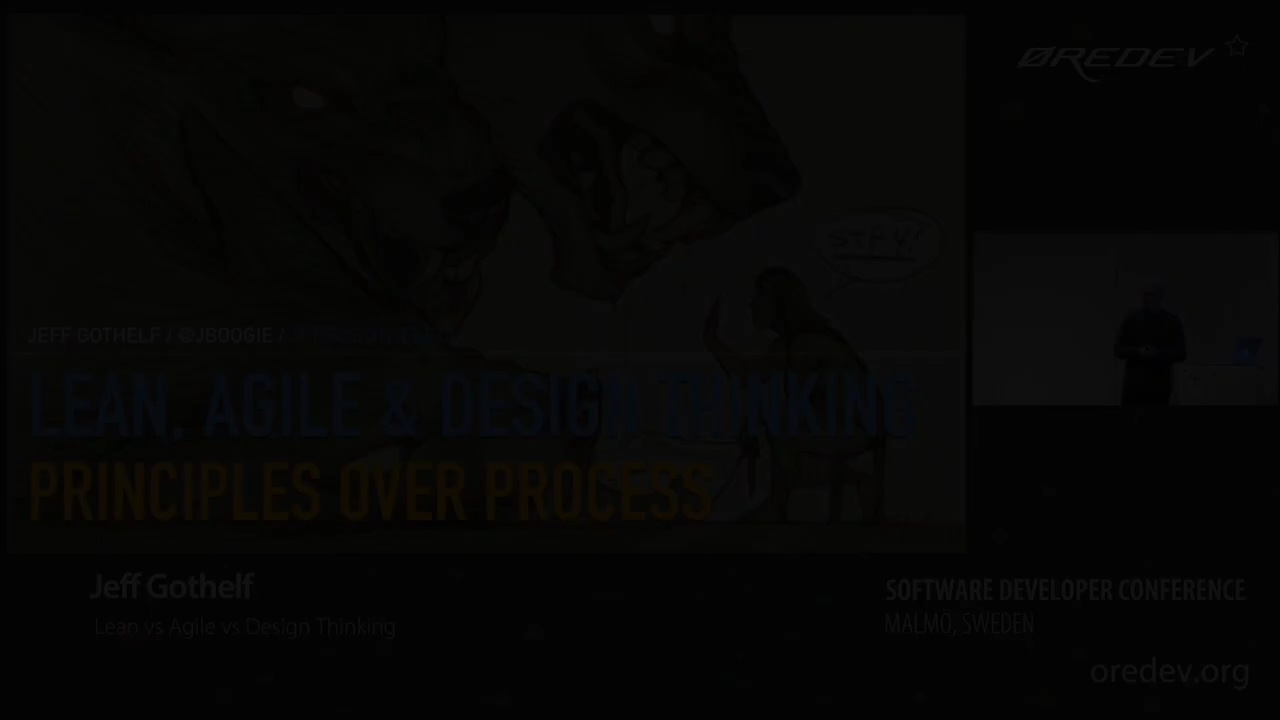 ØREDEV
STAY!
JEFF GOTHELF / @JBOOGIE /
LEAN, AGILE & DESIGN THINKING
PRINCIPLES OVER PROCESS
Jeff Gothelf
Lean vs Agile vs Design Thinking
SOFTWARE DEVELOPER CONFERENCE
MALMÖ, SWEDEN
oredev.org